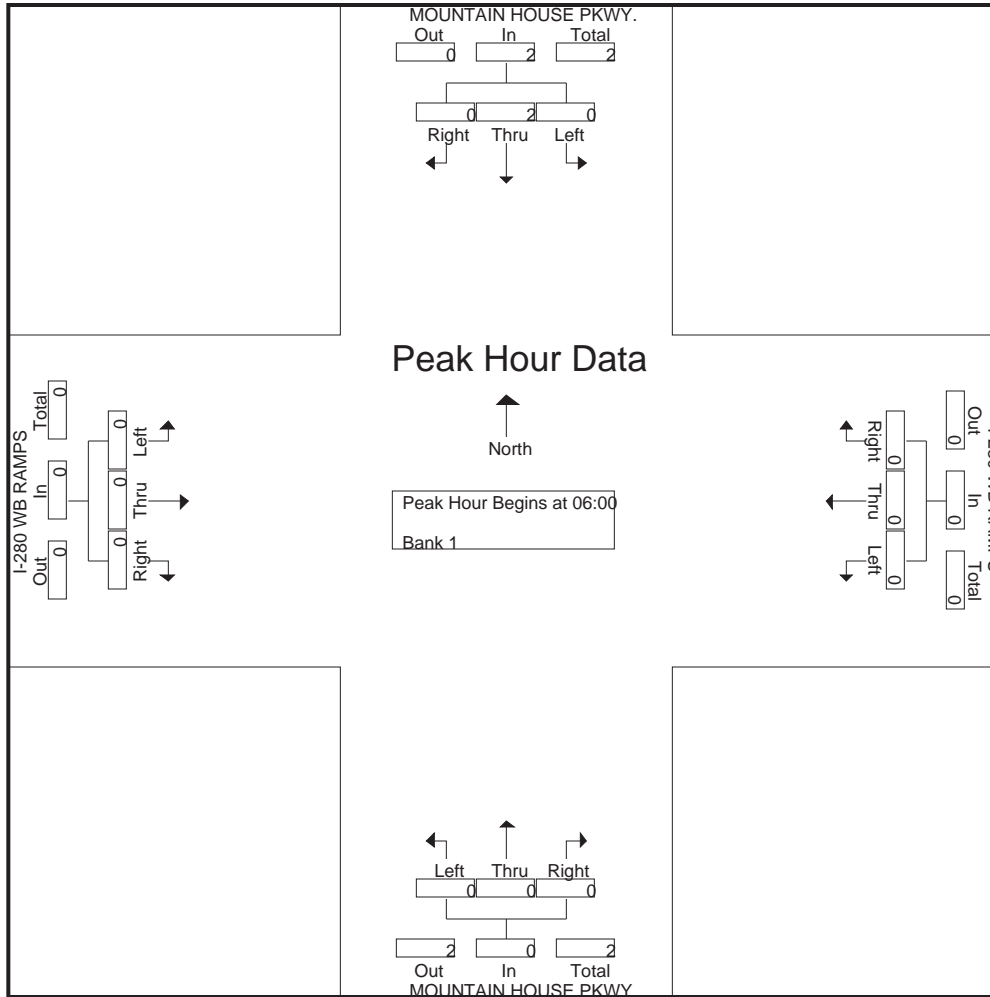 MOUNTAIN HOUSE PKWY.
Out In Total
0 2 2
0 2 0
Right Thru Left
Peak Hour Data
North
Peak Hour Begins at 06:00
Bank 1
I-280 WB RAMPS
Total In Out
0 0 0
0 0 0
Left Thru Right
Right Thru Left
0 0 0
0 0 0
Out In Total
Left Thru Right
0 0 0
2 0 2
Out In Total
MOUNTAIN HOUSE PKWY